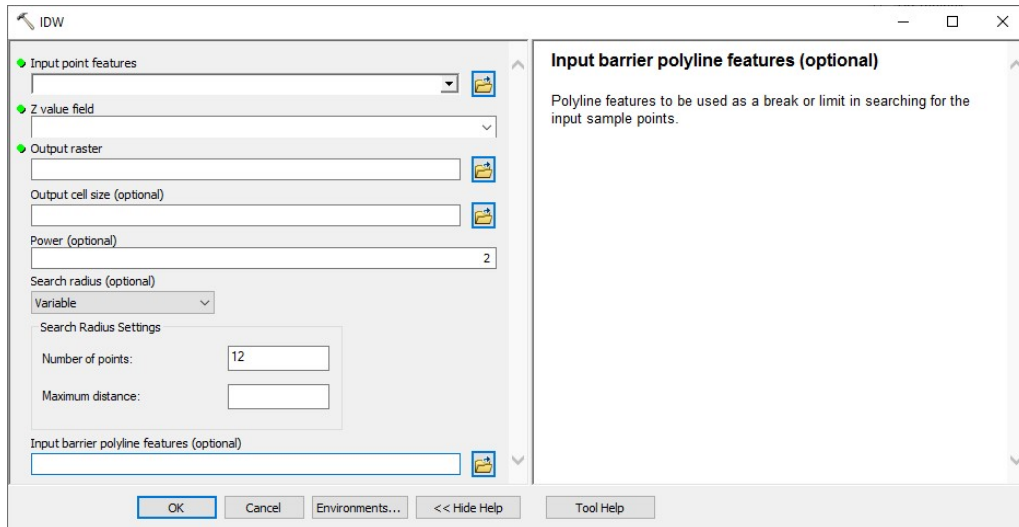 IDW
Input point features
Z value field
Output raster
Output cell size (optional)
Power (optional)
2
Search radius (optional)
Variable
Search Radius Settings
Number of points:
12
Maximum distance:
Input barrier polyline features (optional)
Input barrier polyline features (optional)
Polyline features to be used as a break or limit in searching for the
input sample points.
OK
Cancel
Environments...
<< Hide Help
Tool Help